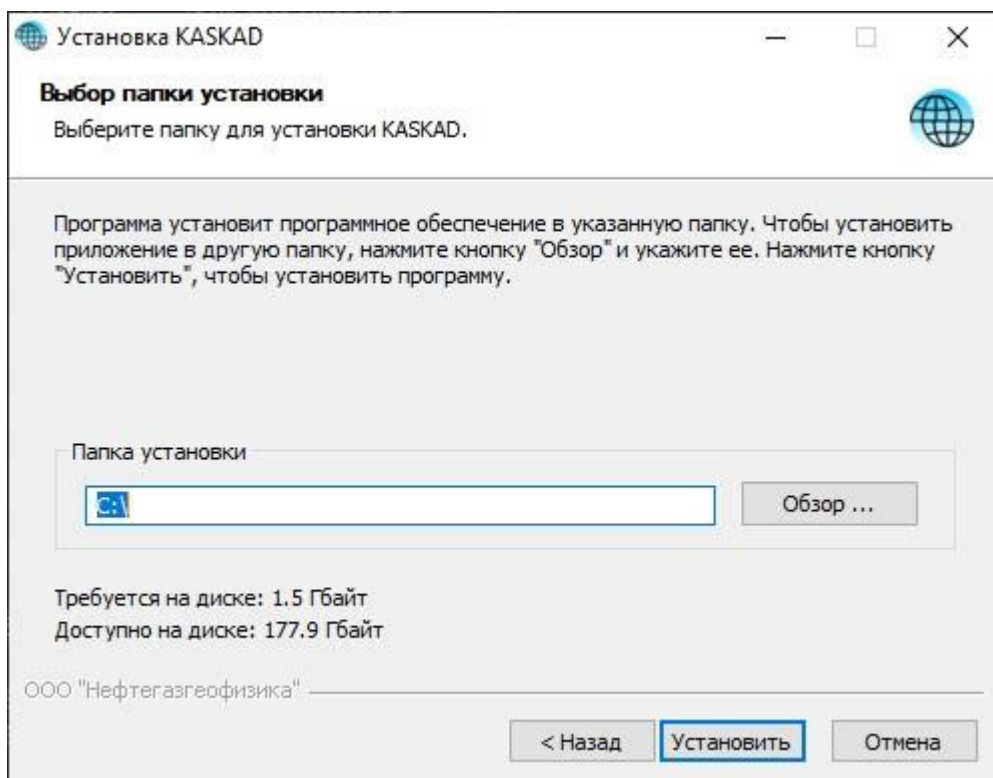 Установка KASKAD
Выбор папки установки
Выберите папку для установки KASKAD.
Программа установит программное обеспечение в указанную папку. Чтобы установить
приложение в другую папку, нажмите кнопку "Обзор" и укажите ее. Нажмите кнопку
"Установить", чтобы установить программу.
Папка установки
C:\
Обзор ...
Требуется на диске: 1.5 Гбайт
Доступно на диске: 177.9 Гбайт
ООО "Нефтегазгеофизика"
< Назад
Установить
Отмена